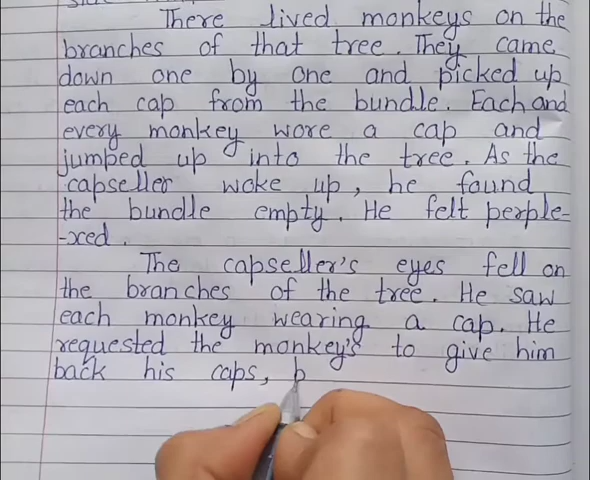 There lived monkeys on the
branches of that tree. They came
down one by one and picked up
each cap from the bundle. Each and
every monkey wore a cap and
jumped up into the tree. As the
capseller woke up, he found
the bundle empty. He felt perple-
-xed.
The capseller's eyes fell on
the branches of the tree. He saw
each monkey wearing a cap. He
requested the monkey's to give him
back his caps, b